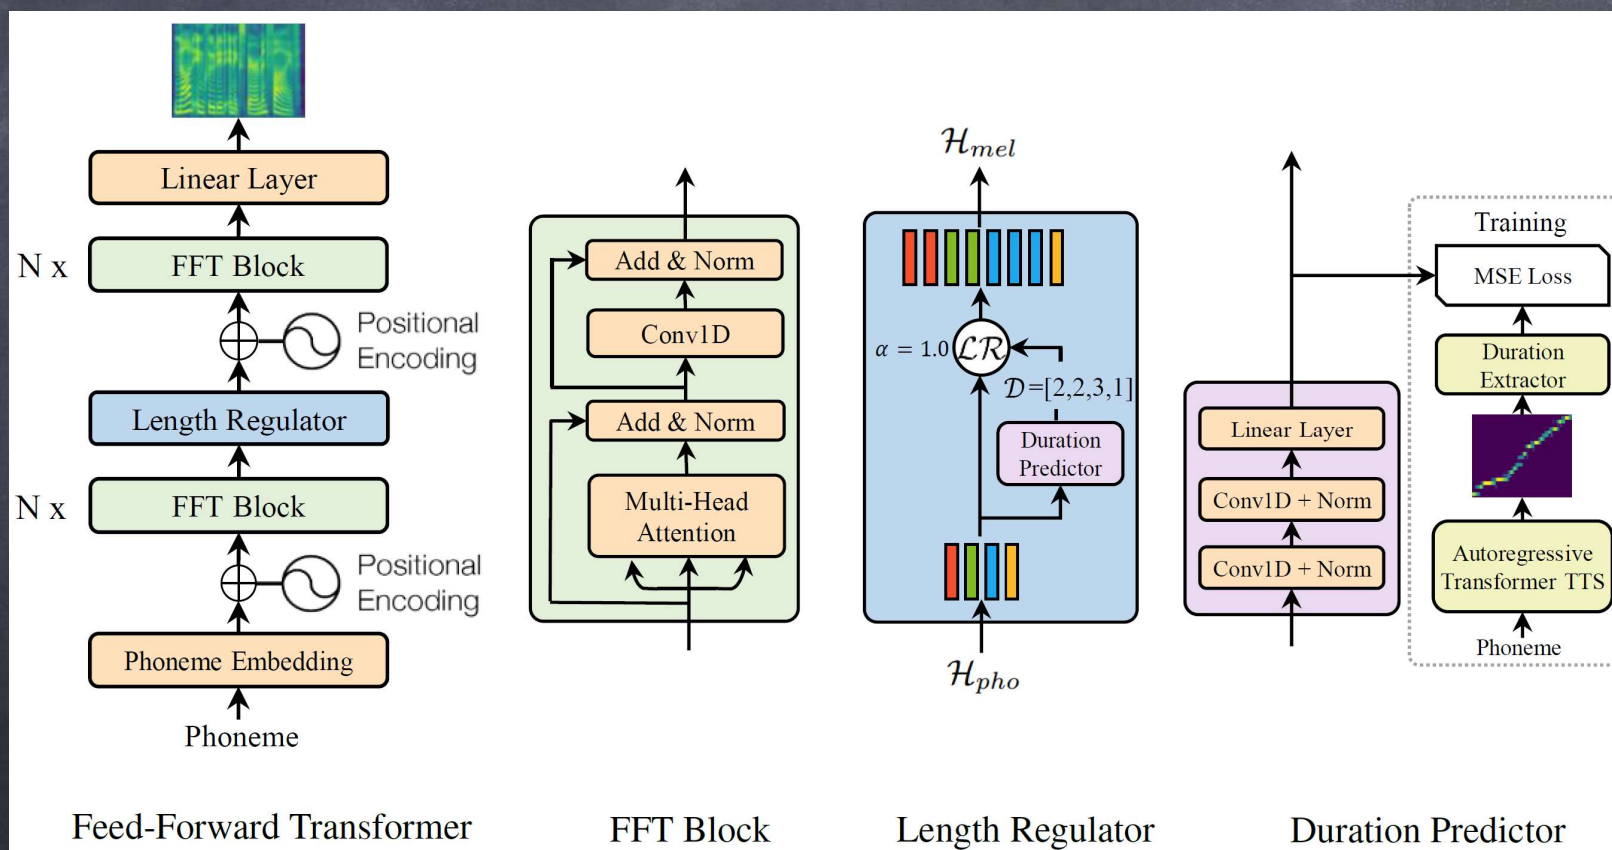 Linear Layer
N x
FFT Block
Positional
Encoding
Length Regulator
N x
FFT Block
Positional
Encoding
Phoneme Embedding
Phoneme
Feed-Forward Transformer
Add & Norm
Conv1D
Add & Norm
Multi-Head
Attention
FFT Block
ℋₘₑₗ
α = 1.0
ℒℛ
𝒟=[2,2,3,1]
Duration
Predictor
ℋₚₕₒ
Length Regulator
Linear Layer
Conv1D + Norm
Conv1D + Norm
Training
MSE Loss
Duration
Extractor
Autoregressive
Transformer TTS
Phoneme
Duration Predictor